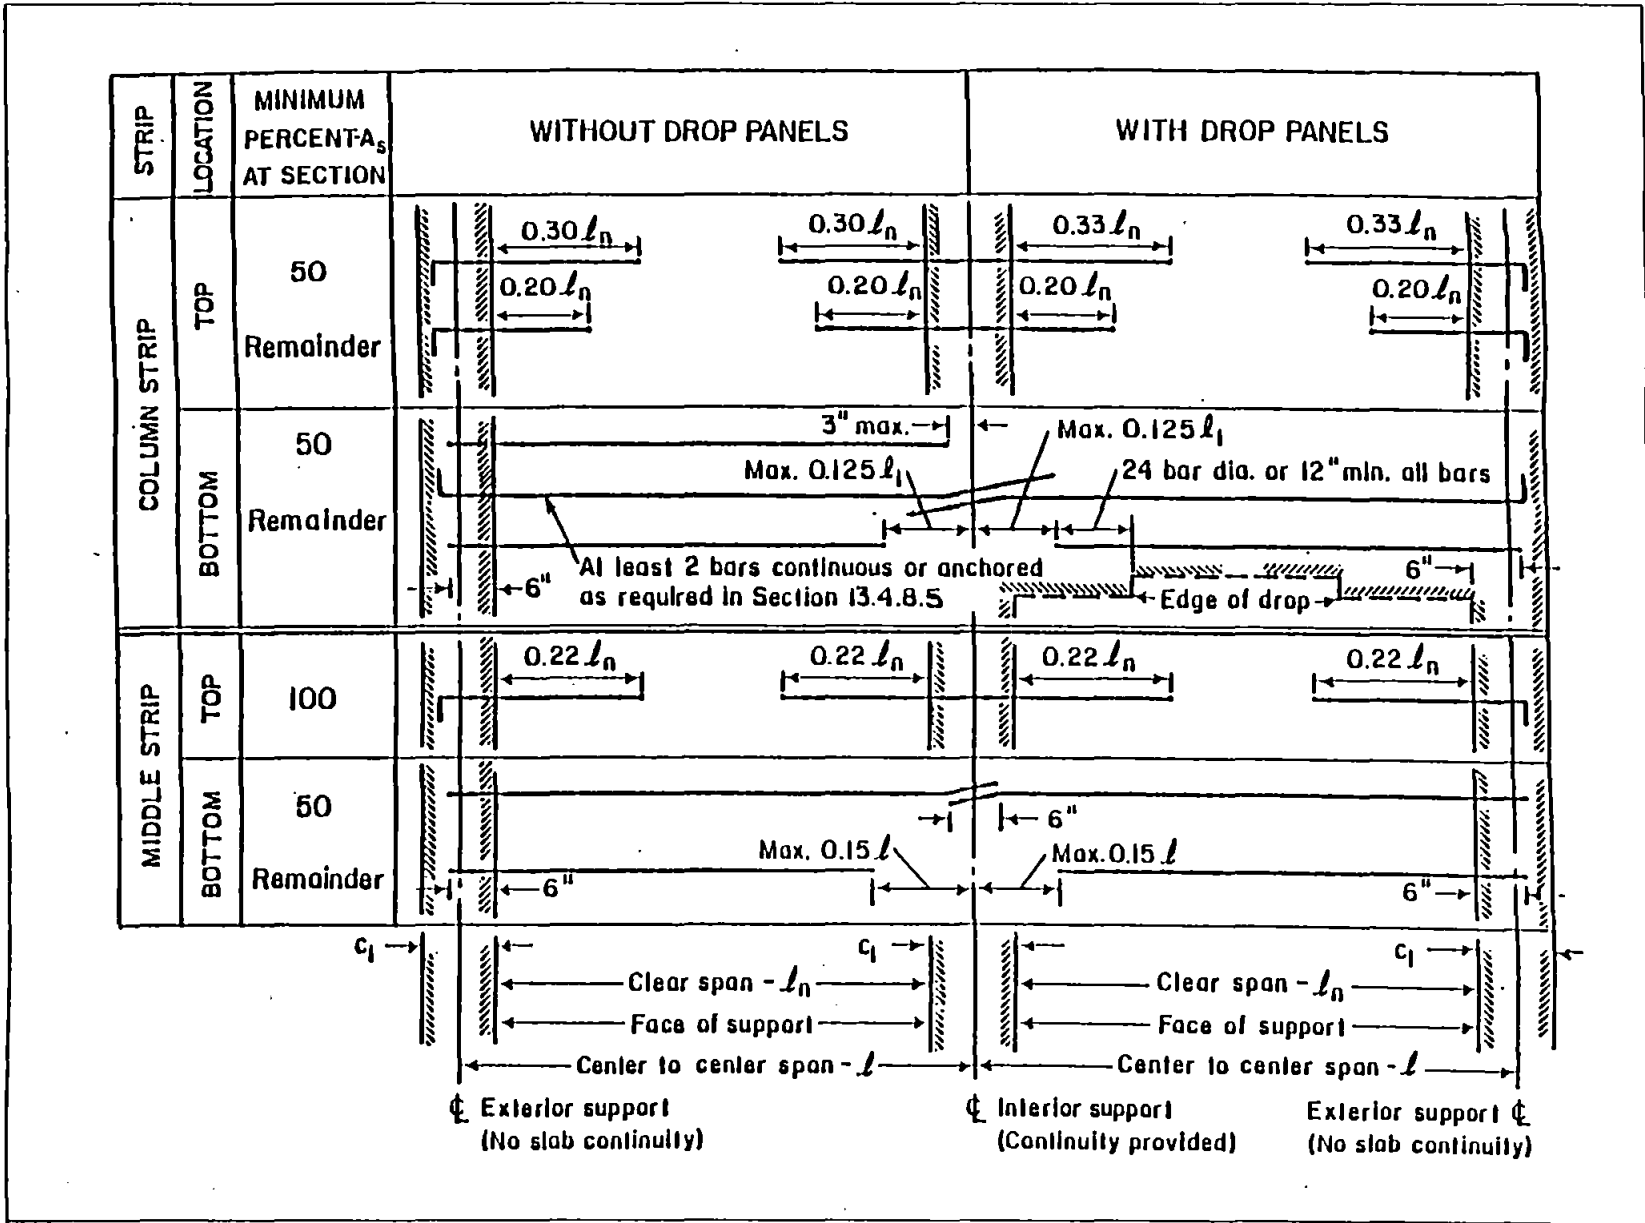 STRIP
LOCATION
MINIMUM
PERCENT-As
AT SECTION
WITHOUT DROP PANELS
WITH DROP PANELS
COLUMN STRIP
TOP
50
Remainder
0.30 ℓn
0.30 ℓn
0.33 ℓn
0.33 ℓn
0.20 ℓn
0.20 ℓn
0.20 ℓn
0.20 ℓn
BOTTOM
50
Remainder
3" max.
Max. 0.125 ℓ1
Max. 0.125 ℓ1
24 bar dia. or 12" min. all bars
At least 2 bars continuous or anchored
as required in Section 13.4.8.5
6"
6"
Edge of drop
MIDDLE STRIP
TOP
100
0.22 ℓn
0.22 ℓn
0.22 ℓn
0.22 ℓn
BOTTOM
50
Remainder
6"
Max. 0.15 ℓ
Max. 0.15 ℓ
6"
6"
c1
c1
c1
Clear span - ℓn
Clear span - ℓn
Face of support
Face of support
Center to center span - ℓ
Center to center span - ℓ
℄ Exterior support
(No slab continuity)
℄ Interior support
(Continuity provided)
Exterior support ℄
(No slab continuity)